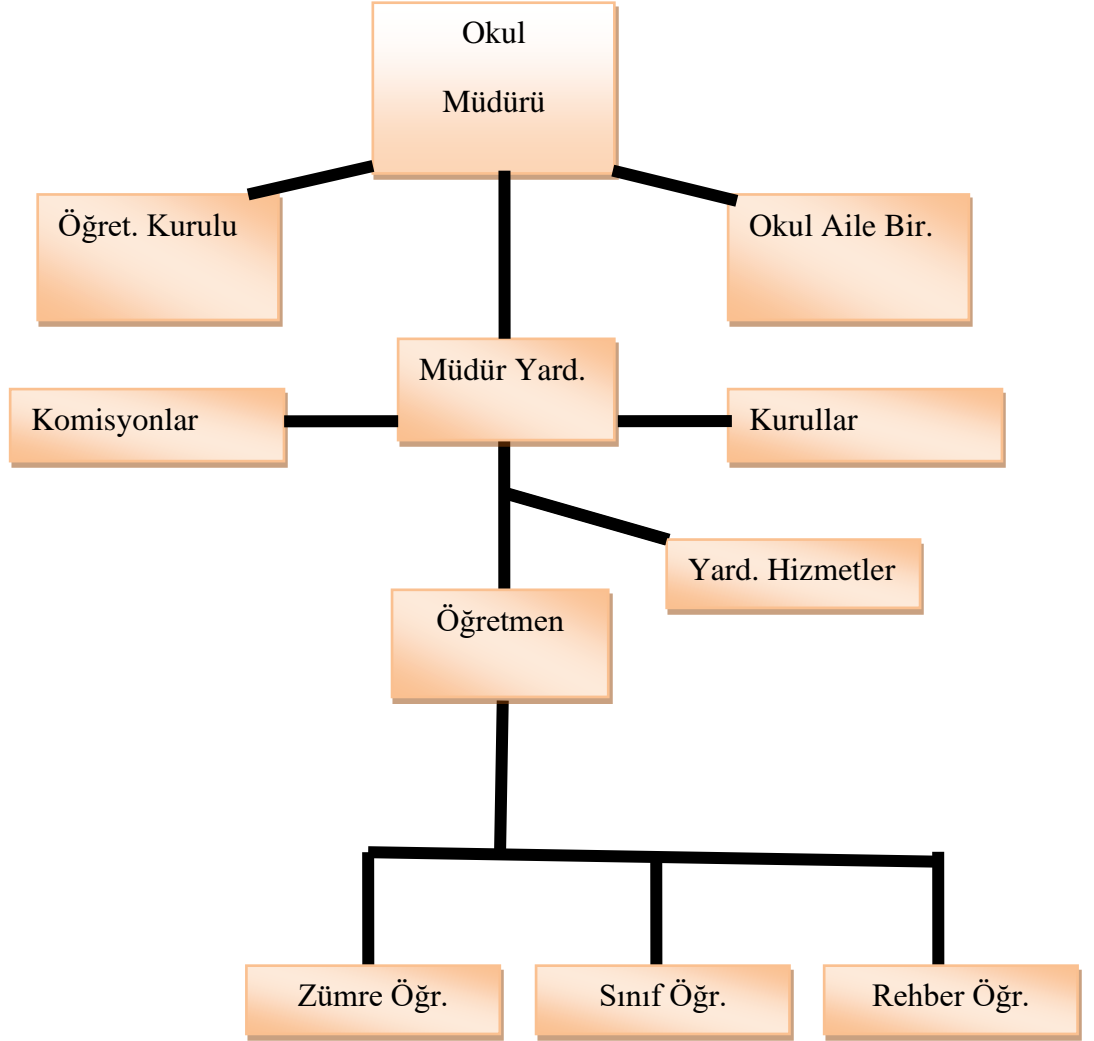 Okul
Müdürü
Öğret. Kurulu
Okul Aile Bir.
Müdür Yard.
Komisyonlar
Kurullar
Yard. Hizmetler
Öğretmen
Zümre Öğr.
Sınıf Öğr.
Rehber Öğr.